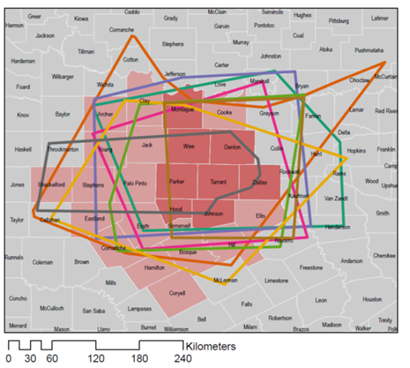 Caddo McClain Seminole Hughes
Greer Kiowa Grady Pontotoc Pittsburg Latimer
Harmon Comanche Garvin
Jackson Stephens Murray Coal
Tillman Johnston Atoka Pushmataha
Hardeman Cotton Carter
Wilbarger Jefferson Love Marshall Bryan McCurtain
Foard Wichita
Clay Montague Cooke Grayson Fannin Lamar Red River
Knox Baylor Archer
Delta
Haskell Throckmorton Young Jack Wise Denton Collin Hunt Hopkins Franklin
Jones Shackelford Stephens Palo Pinto Parker Tarrant Dallas Rockwall Rains Wood
Kaufman Van Zandt Upshur
Taylor Callahan Eastland Erath Hood Somervell Johnson Ellis Henderson Smith
Comanche Bosque Hill Navarro
Runnels Coleman Brown Hamilton Anderson Cherokee
Mills McLennan Limestone Freestone
Concho Coryell Leon Houston
McCulloch San Saba Lampasas Bell Falls
Menard Mason Llano Burnet Williamson Milam Robertson Brazos Madison Walker Trinity
Kilometers
0 30 60 120 180 240